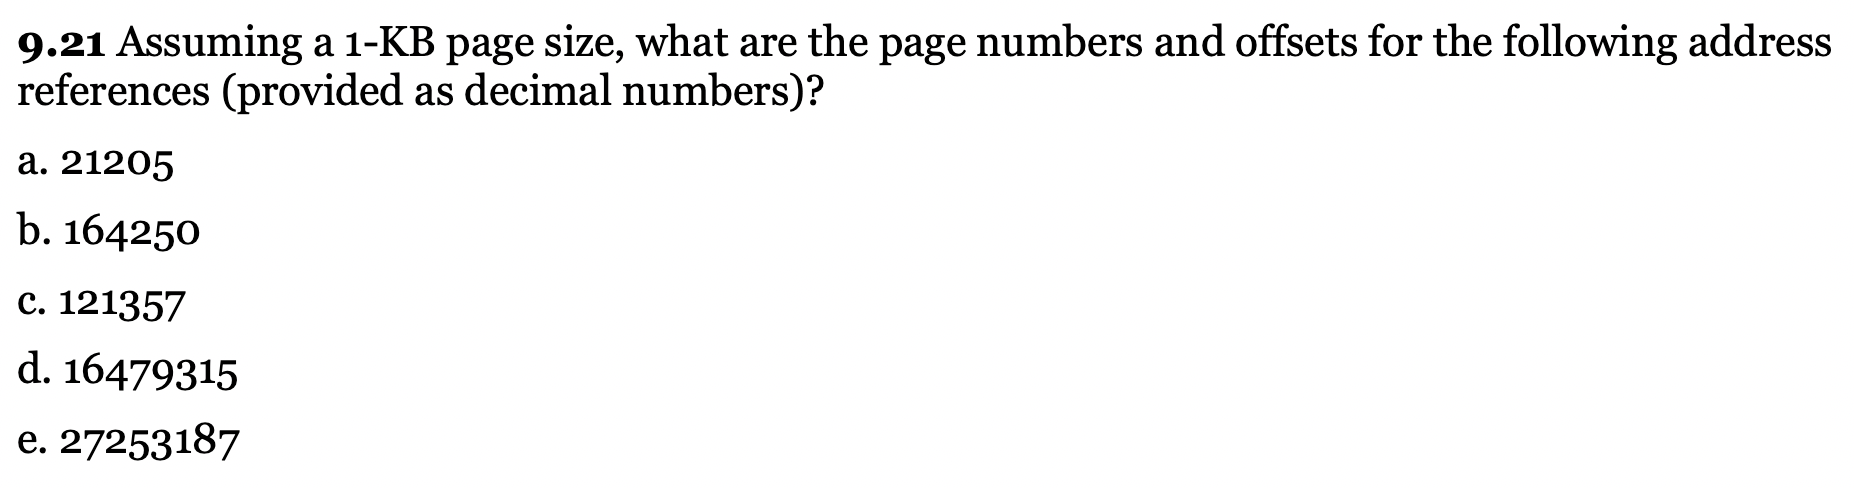 9.21 Assuming a 1-KB page size, what are the page numbers and offsets for the following address
references (provided as decimal numbers)?
a. 21205
b. 164250
c. 121357
d. 16479315
e. 27253187